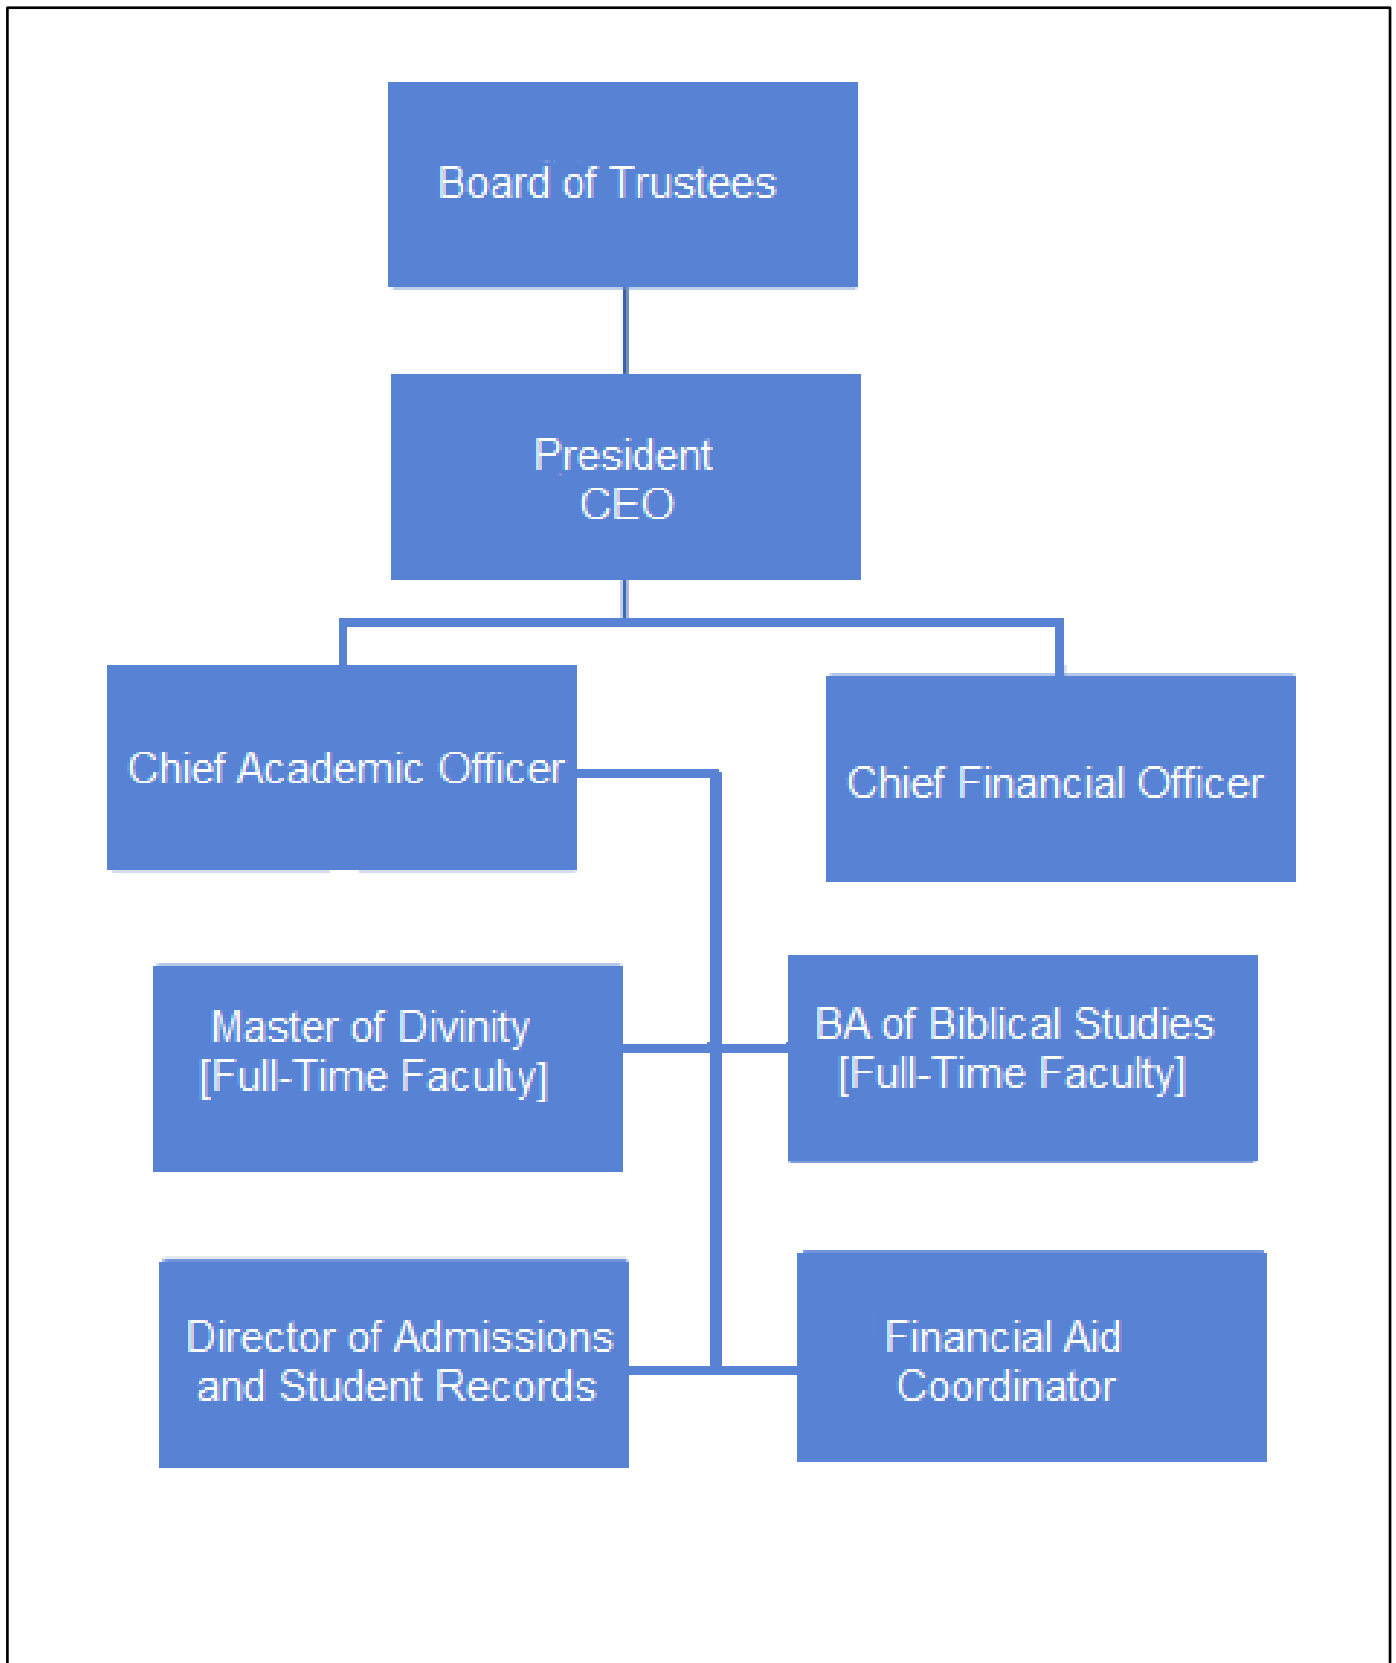 Board of Trustees
President
CEO
Chief Academic Officer
Chief Financial Officer
Master of Divinity
[Full-Time Faculty]
BA of Biblical Studies
[Full-Time Faculty]
Director of Admissions
and Student Records
Financial Aid
Coordinator